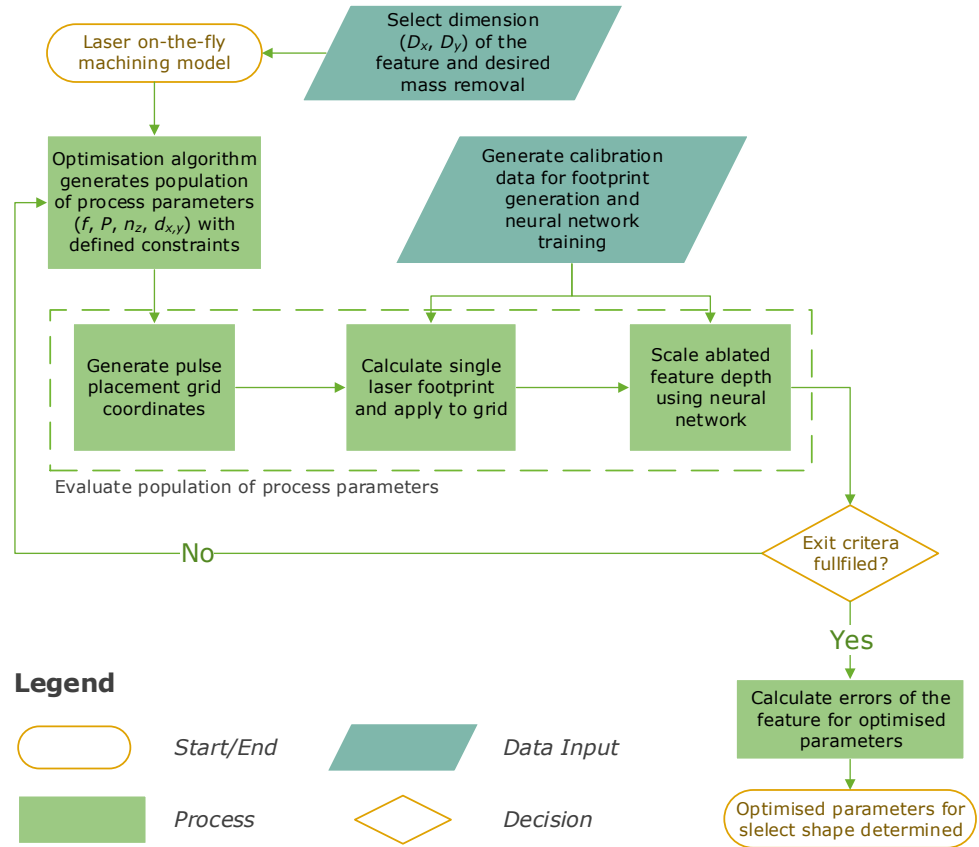 Laser on-the-fly
machining model
Select dimension
(Dx, Dy) of the
feature and desired
mass removal
Optimisation algorithm
generates population
of process parameters
(f, P, nz, dx,y) with
defined constraints
Generate calibration
data for footprint
generation and
neural network
training
Generate pulse
placement grid
coordinates
Calculate single
laser footprint
and apply to grid
Scale ablated
feature depth
using neural
network
Evaluate population of process parameters
Exit critera
fullfiled?
No
Yes
Calculate errors of the
feature for optimised
parameters
Optimised parameters for
slelect shape determined
Legend
Start/End
Data Input
Process
Decision